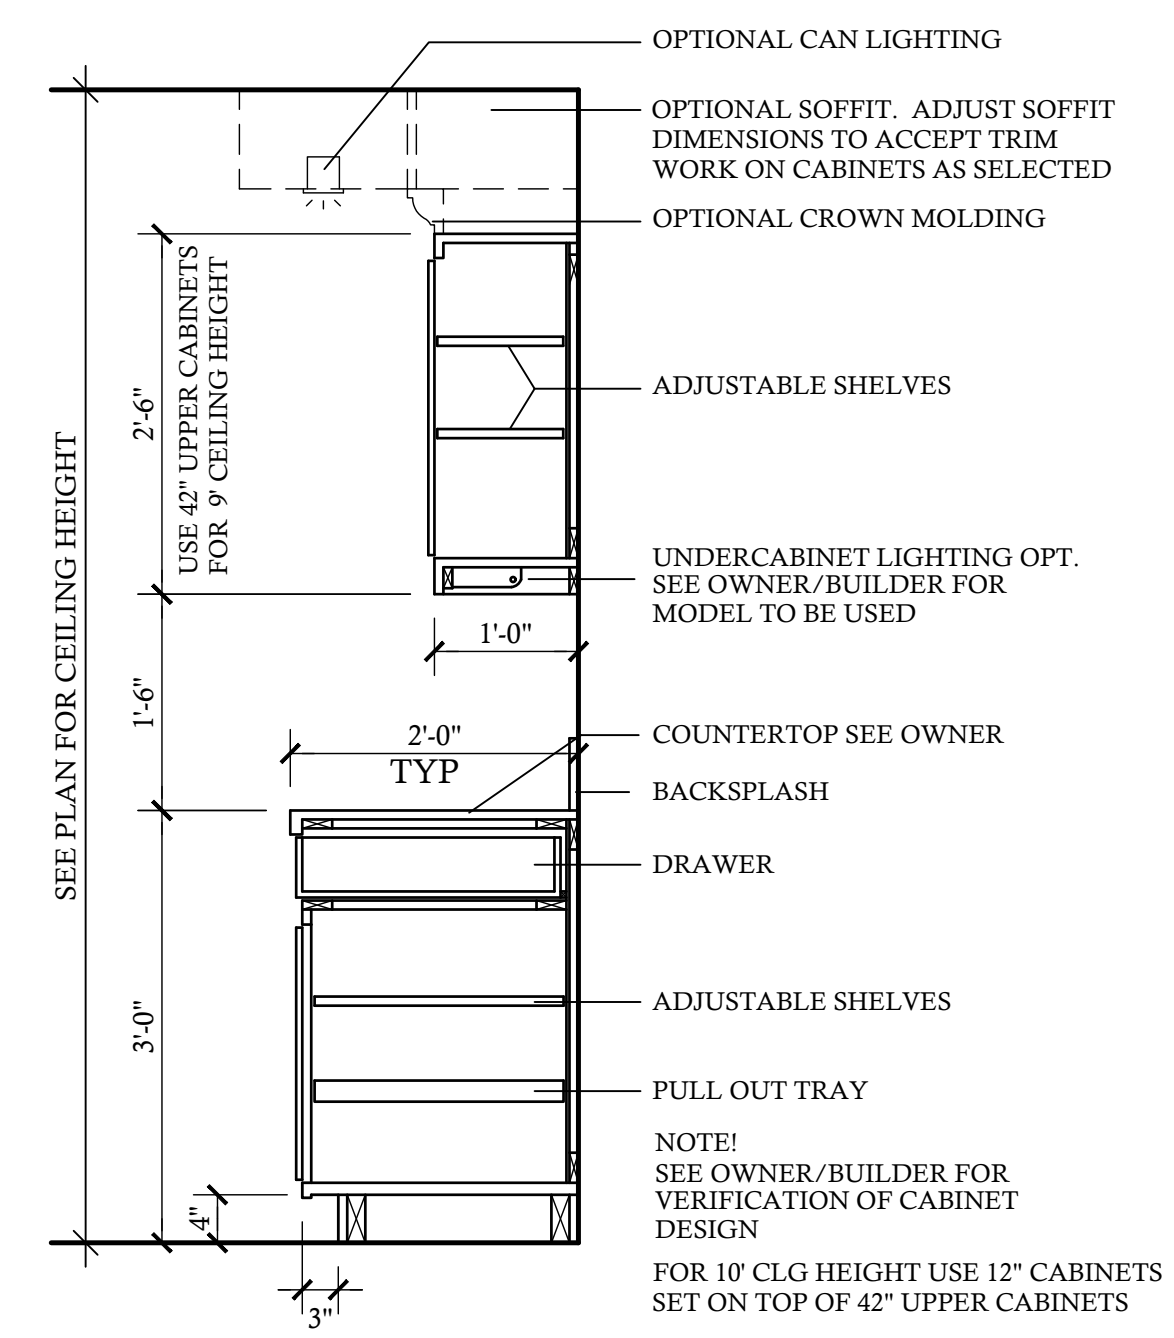 OPTIONAL CAN LIGHTING
OPTIONAL SOFFIT. ADJUST SOFFIT
DIMENSIONS TO ACCEPT TRIM
WORK ON CABINETS AS SELECTED
OPTIONAL CROWN MOLDING
SEE PLAN FOR CEILING HEIGHT
2'-6"
USE 42" UPPER CABINETS
FOR 9' CEILING HEIGHT
ADJUSTABLE SHELVES
UNDERCABINET LIGHTING OPT.
SEE OWNER/BUILDER FOR
MODEL TO BE USED
1'-0"
1'-6"
2'-0"
TYP
COUNTERTOP SEE OWNER
BACKSPLASH
DRAWER
3'-0"
ADJUSTABLE SHELVES
PULL OUT TRAY
NOTE!
SEE OWNER/BUILDER FOR
VERIFICATION OF CABINET
DESIGN
4"
3"
FOR 10' CLG HEIGHT USE 12" CABINETS
SET ON TOP OF 42" UPPER CABINETS